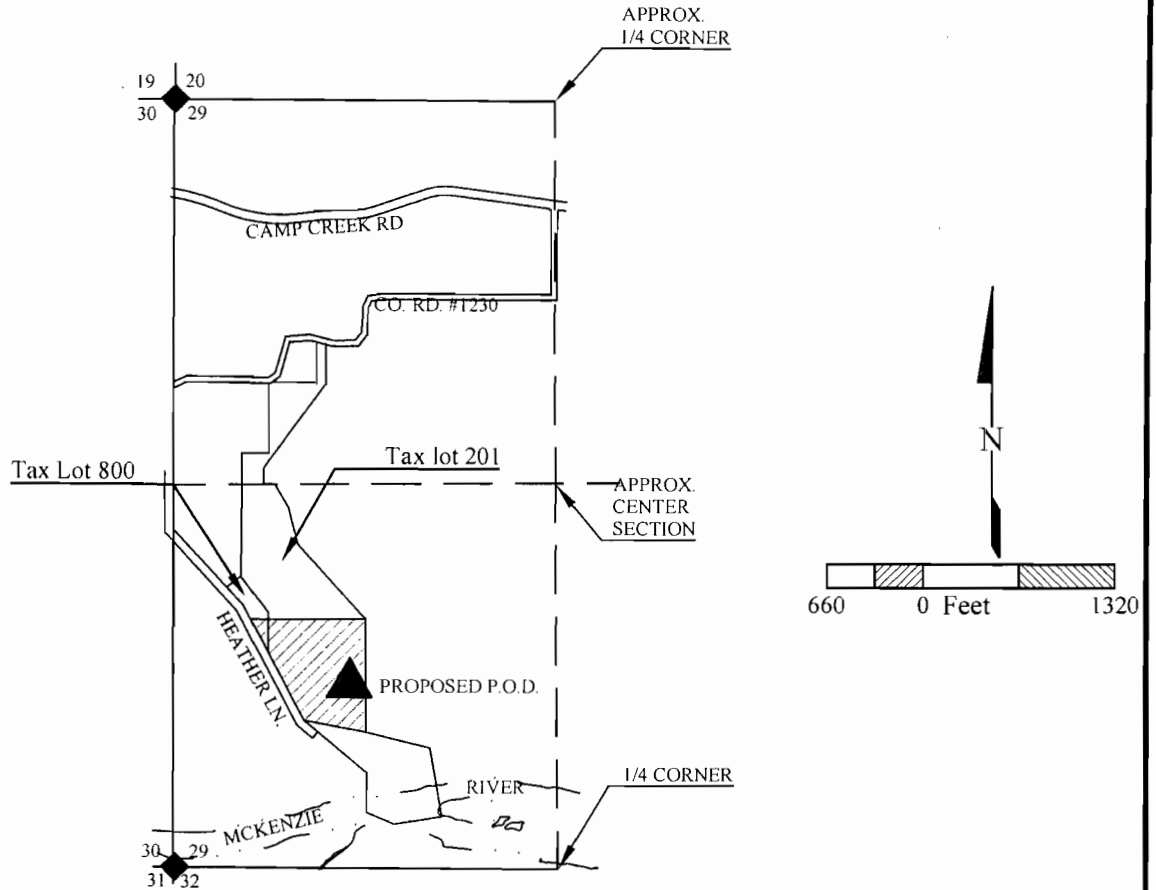 APPROX.
1/4 CORNER
19 20
30 29
CAMP CREEK RD
CO. RD. #1230
Tax Lot 800
Tax lot 201
APPROX.
CENTER
SECTION
N
660 0 Feet 1320
HEATHER LN.
PROPOSED P.O.D.
1/4 CORNER
RIVER
MCKENZIE
30 29
31 32